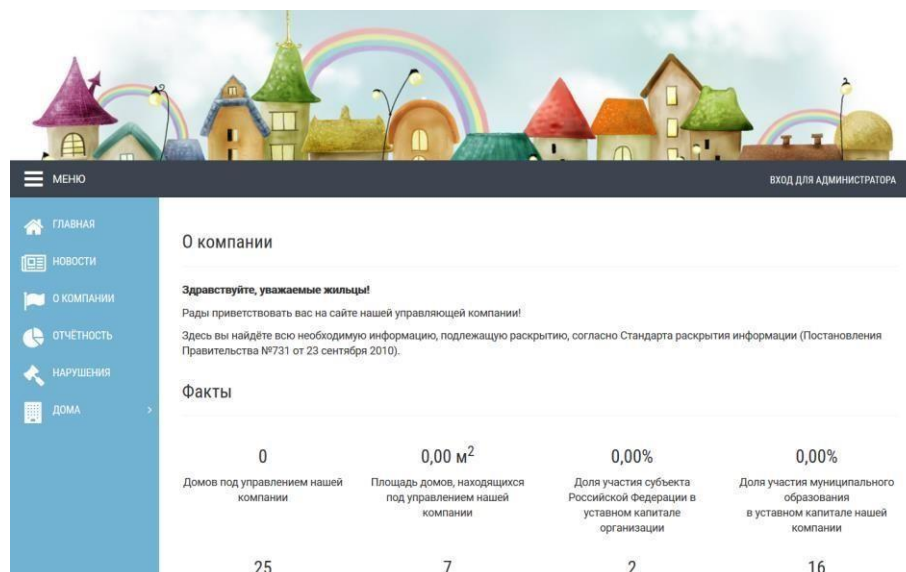 МЕНЮ
ВХОД ДЛЯ АДМИНИСТРАТОРА
ГЛАВНАЯ
НОВОСТИ
О КОМПАНИИ
ОТЧЁТНОСТЬ
НАРУШЕНИЯ
ДОМА
О компании
Здравствуйте, уважаемые жильцы!
Рады приветствовать вас на сайте нашей управляющей компании!
Здесь вы найдёте всю необходимую информацию, подлежащую раскрытию, согласно Стандарта раскрытия информации (Постановления
Правительства №731 от 23 сентября 2010).
Факты
0
Домов под управлением нашей
компании
0,00 м²
Площадь домов, находящихся
под управлением нашей
компании
0,00%
Доля участия субъекта
Российской Федерации в
уставном капитале
организации
0,00%
Доля участия муниципального
образования
в уставном капитале нашей
компании
25
7
2
16